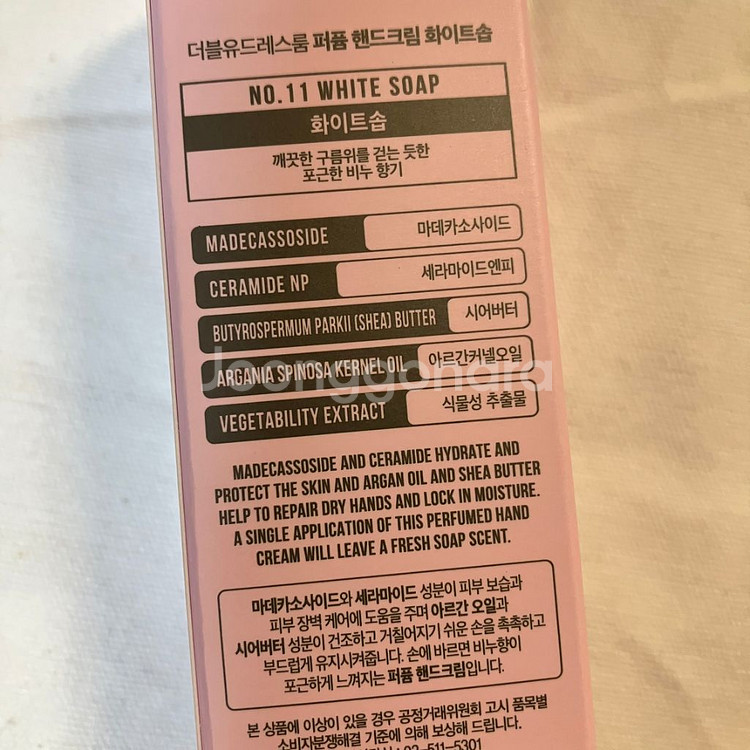 더블유드레스룸 퍼퓸 핸드크림 화이트솝
NO.11 WHITE SOAP
화이트솝
깨끗한 구름위를 걷는 듯한
포근한 비누 향기
MADECASSOSIDE 마데카소사이드
CERAMIDE NP 세라마이드엔피
BUTYROSPERMUM PARKII (SHEA) BUTTER 시어버터
ARGANIA SPINOSA KERNEL OIL 아르간커넬오일
Joonggonara
VEGETABILITY EXTRACT 식물성 추출물
MADECASSOSIDE AND CERAMIDE HYDRATE AND
PROTECT THE SKIN AND ARGAN OIL AND SHEA BUTTER
HELP TO REPAIR DRY HANDS AND LOCK IN MOISTURE.
A SINGLE APPLICATION OF THIS PERFUMED HAND
CREAM WILL LEAVE A FRESH SOAP SCENT.
마데카소사이드와 세라마이드 성분이 피부 보습과
피부 장벽 케어에 도움을 주며 아르간 오일과
시어버터 성분이 건조하고 거칠어지기 쉬운 손을 촉촉하고
부드럽게 유지시켜줍니다. 손에 바르면 비누향이
포근하게 느껴지는 퍼퓸 핸드크림입니다.
본 상품에 이상이 있을 경우 공정거래위원회 고시 품목별
소비자분쟁해결 기준에 의해 보상해 드립니다.
02-511-5301